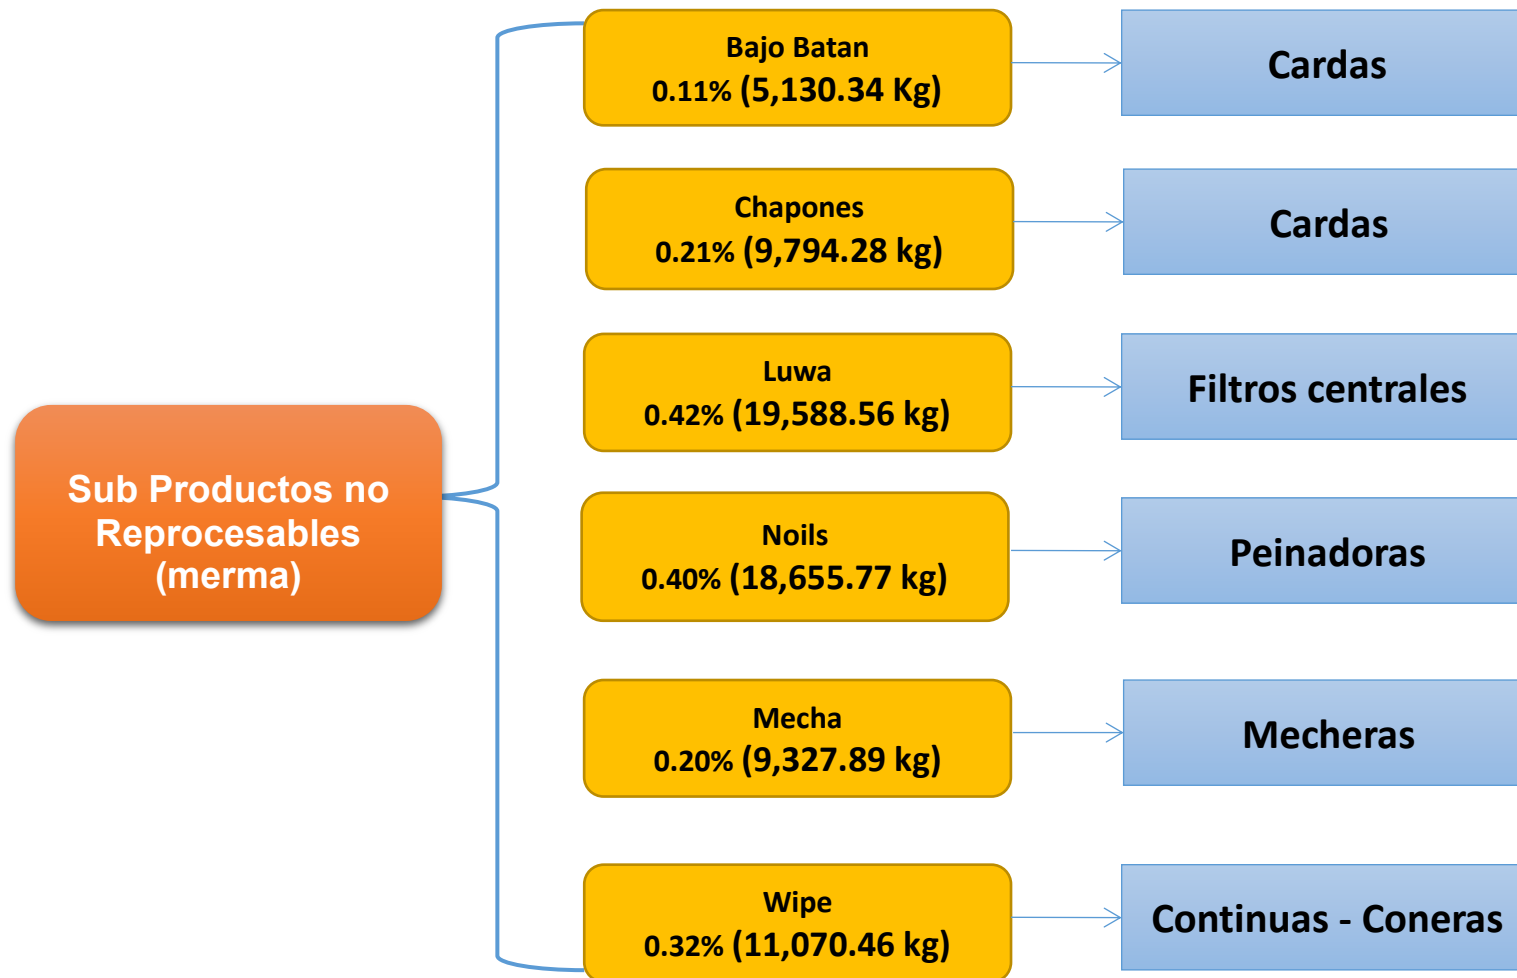 Sub Productos no
Reprocesables
(merma)
Bajo Batan
0.11% (5,130.34 Kg)
Cardas
Chapones
0.21% (9,794.28 kg)
Cardas
Luwa
0.42% (19,588.56 kg)
Filtros centrales
Noils
0.40% (18,655.77 kg)
Peinadoras
Mecha
0.20% (9,327.89 kg)
Mecheras
Wipe
0.32% (11,070.46 kg)
Continuas - Coneras